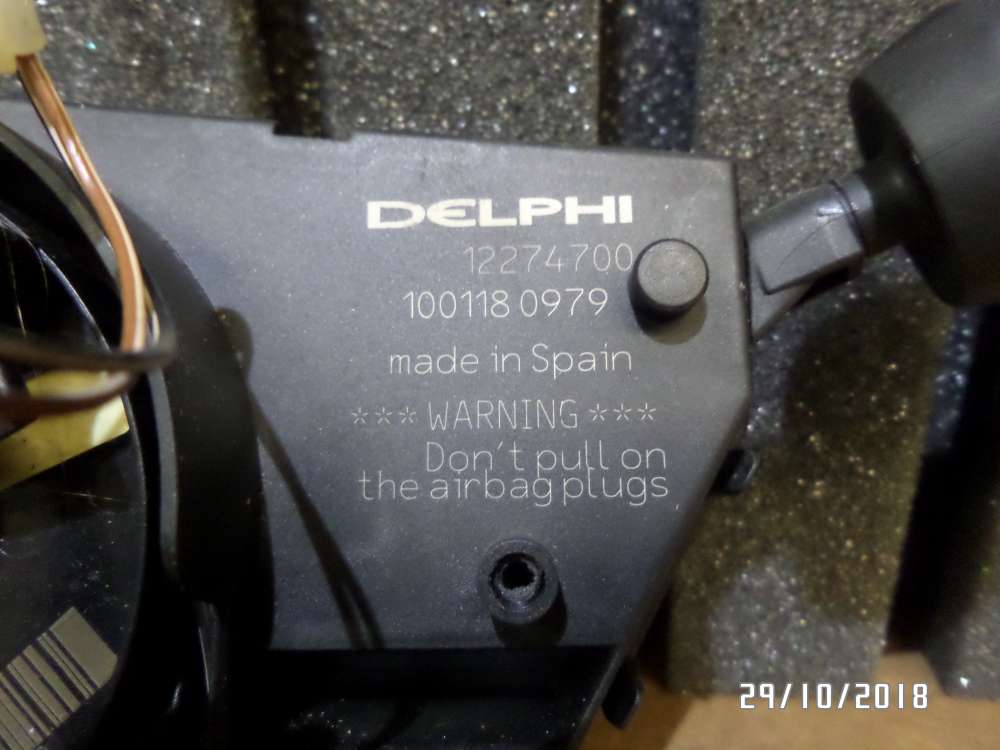 DELPHI
12274700
100118 0979
made in Spain
*** WARNING ***
Don't pull on
the airbag plugs
29/10/2018